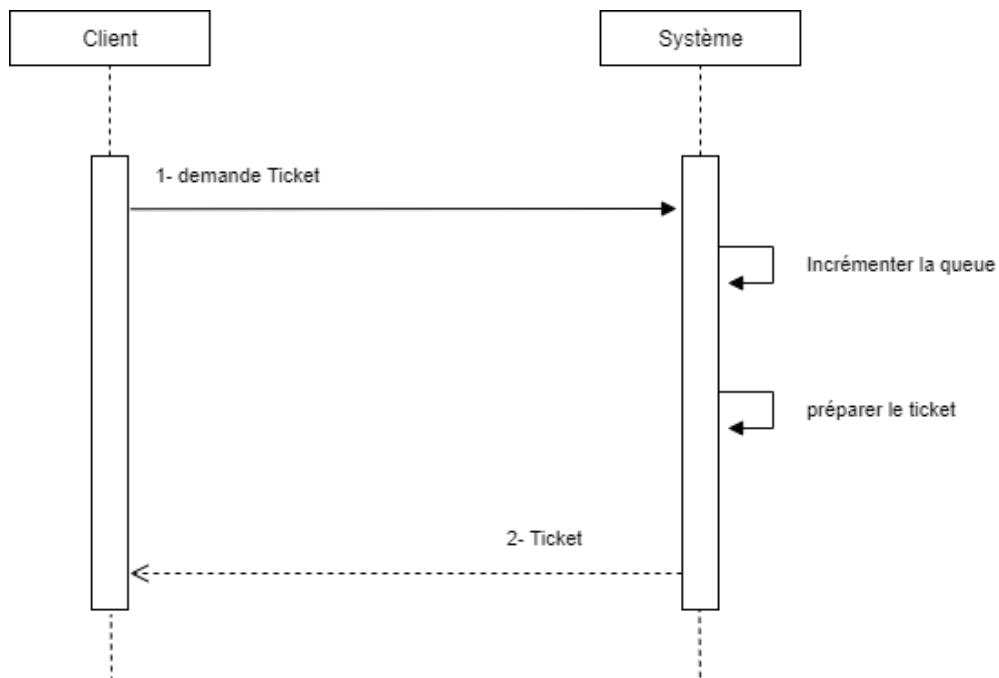 Client
Système
1- demande Ticket
Incrémenter la queue
préparer le ticket
2- Ticket